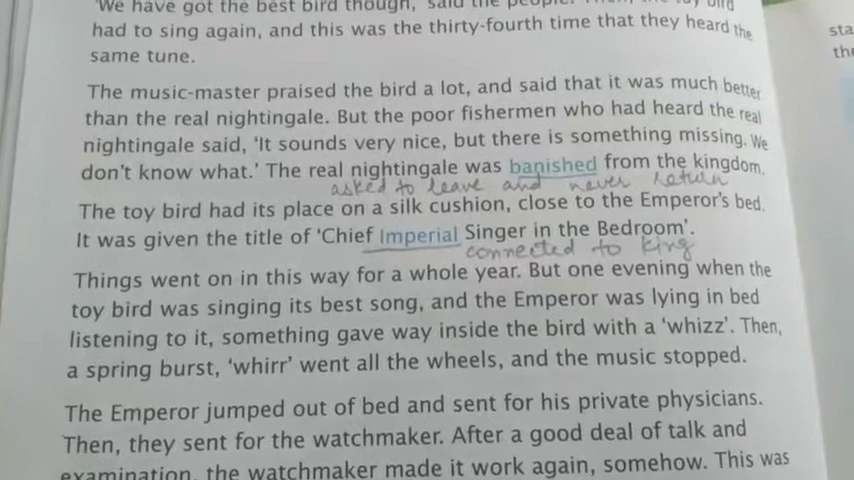 'We have got the best bird though,' said the people. Then, the toy bird
had to sing again, and this was the thirty-fourth time that they heard the
same tune.
The music-master praised the bird a lot, and said that it was much better
than the real nightingale. But the poor fishermen who had heard the real
nightingale said, 'It sounds very nice, but there is something missing. We
don't know what.' The real nightingale was banished from the kingdom.
asked to leave and never return
The toy bird had its place on a silk cushion, close to the Emperor's bed.
It was given the title of 'Chief Imperial Singer in the Bedroom'.
connected to king
Things went on in this way for a whole year. But one evening when the
toy bird was singing its best song, and the Emperor was lying in bed
listening to it, something gave way inside the bird with a 'whizz'. Then,
a spring burst, 'whirr' went all the wheels, and the music stopped.
The Emperor jumped out of bed and sent for his private physicians.
Then, they sent for the watchmaker. After a good deal of talk and
examination, the watchmaker made it work again, somehow. This was